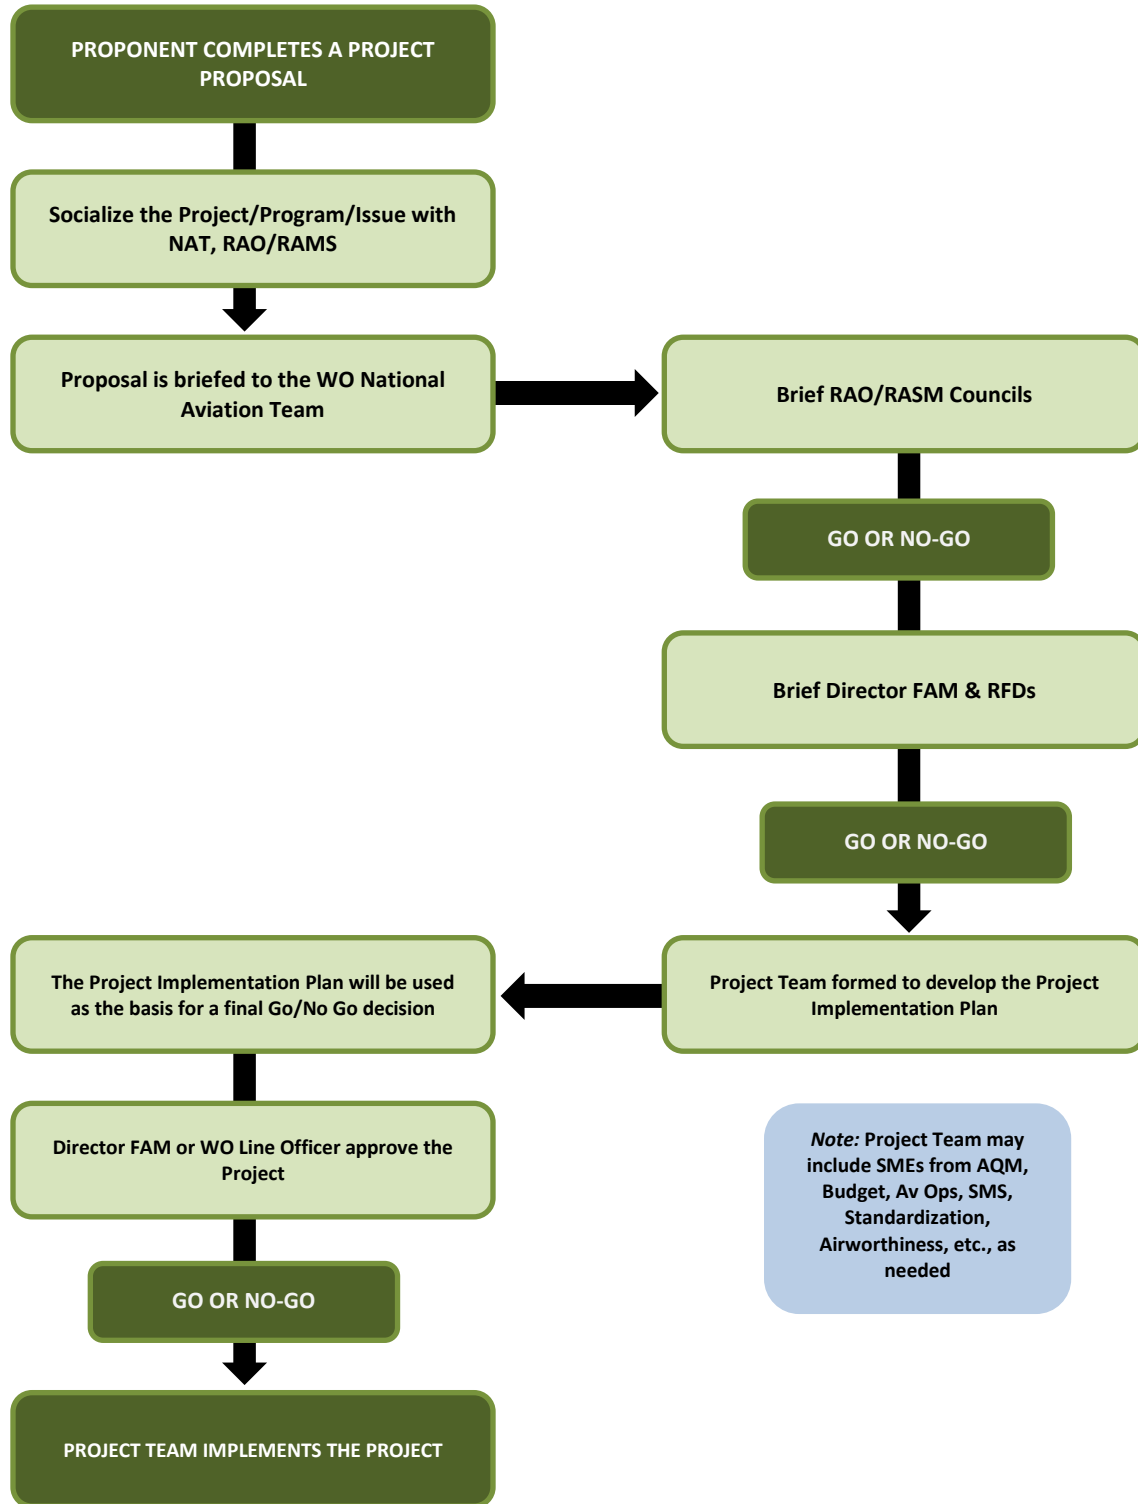 PROPONENT COMPLETES A PROJECT
PROPOSAL
Socialize the Project/Program/Issue with
NAT, RAO/RAMS
Proposal is briefed to the WO National
Aviation Team
Brief RAO/RASM Councils
GO OR NO-GO
Brief Director FAM & RFDs
GO OR NO-GO
Project Team formed to develop the Project
Implementation Plan
The Project Implementation Plan will be used
as the basis for a final Go/No Go decision
Note: Project Team may
include SMEs from AQM,
Budget, Av Ops, SMS,
Standardization,
Airworthiness, etc., as
needed
Director FAM or WO Line Officer approve the
Project
GO OR NO-GO
PROJECT TEAM IMPLEMENTS THE PROJECT